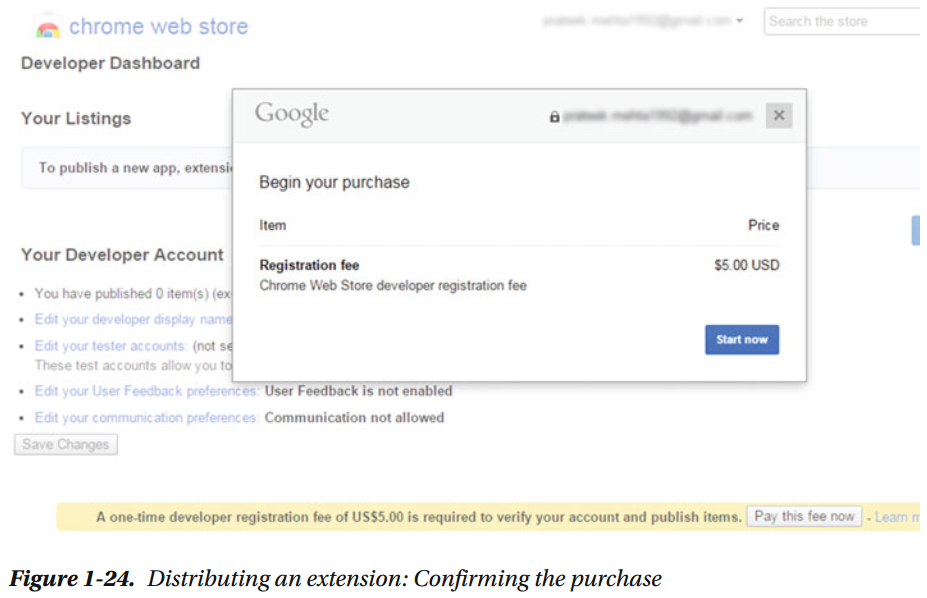 chrome web store
Search the store
Developer Dashboard
Google
Your Listings
To publish a new app,
Begin your purchase
Item Price
Your Developer Account
Registration fee $5.00 USD
Chrome Web Store developer registration fee
You have published 0 item(s)
Edit your developer display name
Start now
Edit your tester accounts: (not
These test accounts allow you to
Edit your User Feedback preferences: User Feedback is not enabled
Edit your communication preferences: Communication not allowed
Save Changes
A one-time developer registration fee of US$5.00 is required to verify your account and publish items. Pay this fee now - Learn
Figure 1-24. Distributing an extension: Confirming the purchase